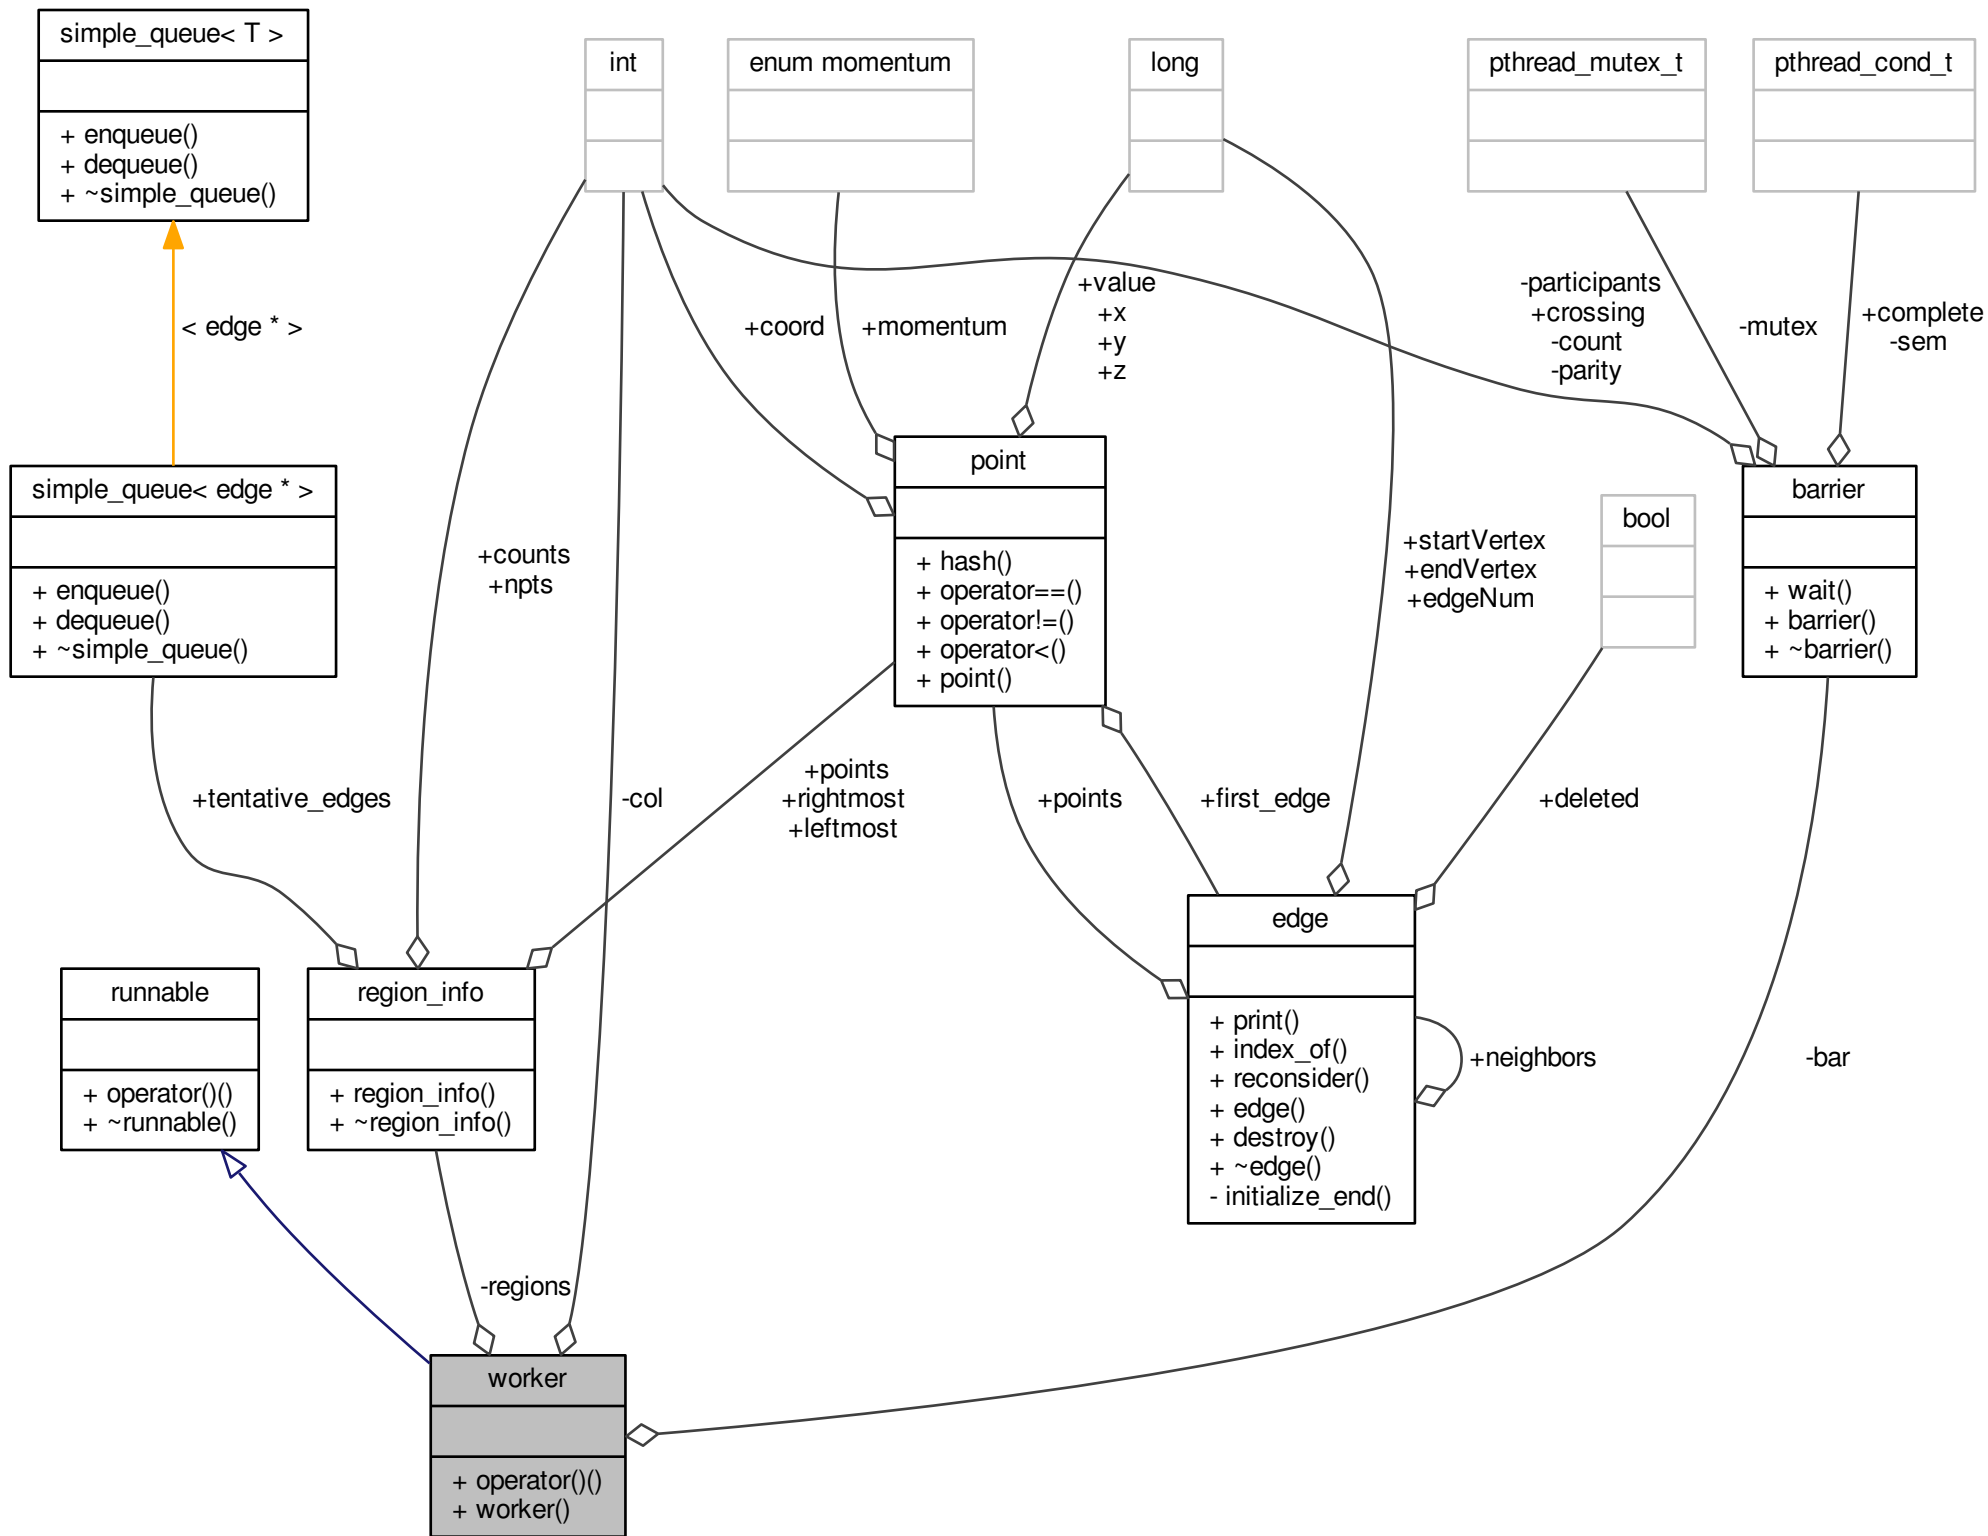 simple_queue< T >
+ enqueue()
+ dequeue()
+ ~simple_queue()
int
enum momentum
long
pthread_mutex_t
pthread_cond_t
< edge * >
+coord
+momentum
+value
+x
+y
+z
-participants
+crossing
-count
-parity
-mutex
+complete
-sem
simple_queue< edge * >
+ enqueue()
+ dequeue()
+ ~simple_queue()
+counts
+npts
point
+ hash()
+ operator==()
+ operator!=()
+ operator<()
+ point()
+startVertex
+endVertex
+edgeNum
bool
barrier
+ wait()
+ barrier()
+ ~barrier()
+tentative_edges
-col
+points
+rightmost
+leftmost
+points
+first_edge
+deleted
runnable
+ operator()()
+ ~runnable()
region_info
+ region_info()
+ ~region_info()
edge
+ print()
+ index_of()
+ reconsider()
+ edge()
+ destroy()
+ ~edge()
- initialize_end()
+neighbors
-bar
-regions
worker
+ operator()()
+ worker()